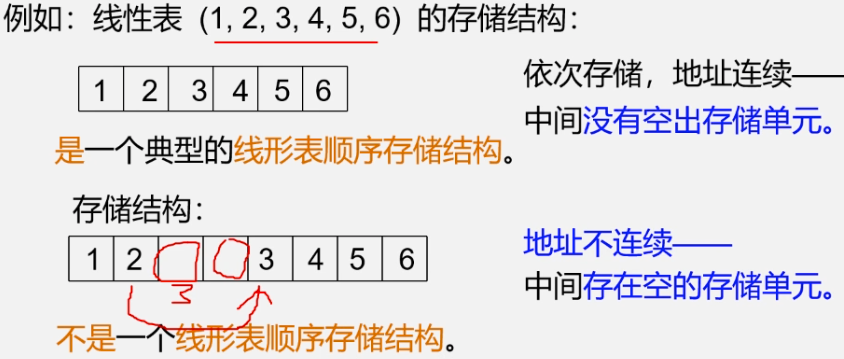 例如：线性表（1, 2, 3, 4, 5, 6）的存储结构：
1 2 3 4 5 6
依次存储，地址连续——
中间没有空出存储单元。
是一个典型的线形表顺序存储结构。
存储结构：
1 2 3 4 5 6
3
地址不连续——
中间存在空的存储单元。
不是一个线形表顺序存储结构。